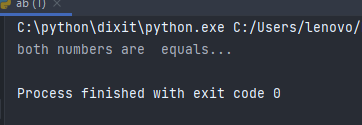 ab (1) ×
C:\python\dixit\python.exe C:/Users/lenovo/
both numbers are  equals...
Process finished with exit code 0